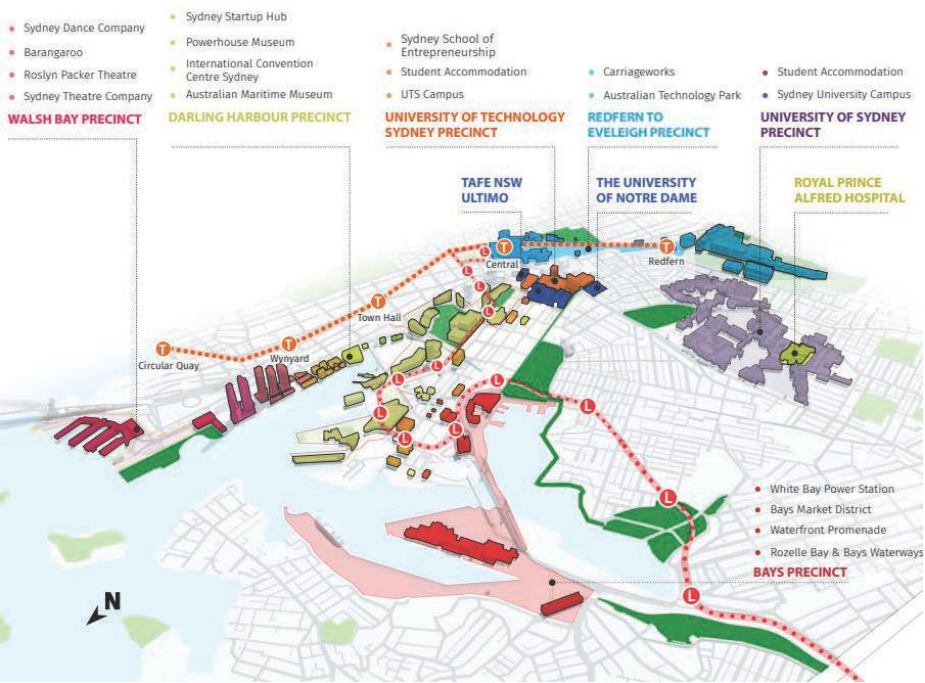 Sydney Dance Company
Barangaroo
Roslyn Packer Theatre
Sydney Theatre Company
WALSH BAY PRECINCT
Sydney Startup Hub
Powerhouse Museum
International Convention
Centre Sydney
Australian Maritime Museum
DARLING HARBOUR PRECINCT
Sydney School of
Entrepreneurship
Student Accommodation
UTS Campus
UNIVERSITY OF TECHNOLOGY
SYDNEY PRECINCT
Carriageworks
Australian Technology Park
REDFERN TO
EVELEIGH PRECINCT
Student Accommodation
Sydney University Campus
UNIVERSITY OF SYDNEY
PRECINCT
TAFE NSW
ULTIMO
THE UNIVERSITY
OF NOTRE DAME
ROYAL PRINCE
ALFRED HOSPITAL
T
Central
T
Redfern
L
L
L
L
T
Town Hall
T
Circular Quay
T
Wynyard
L
L
L
L
L
L
L
L
L
White Bay Power Station
Bays Market District
Waterfront Promenade
Rozelle Bay & Bays Waterways
BAYS PRECINCT
N